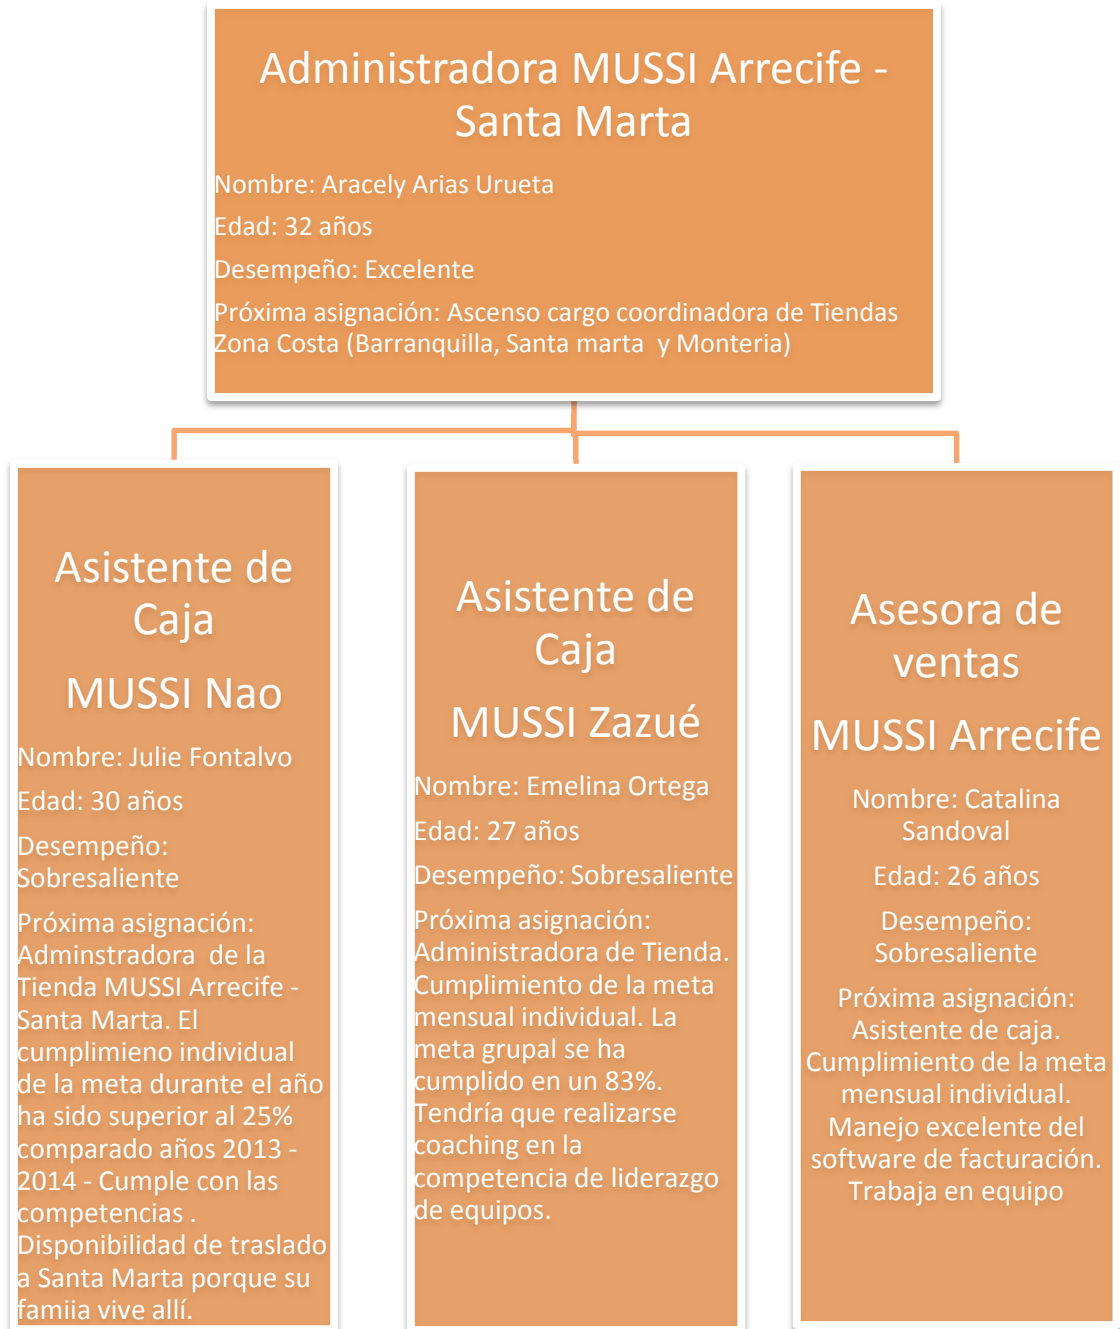 Administradora MUSSI Arrecife -
Santa Marta
Nombre: Aracely Arias Urueta
Edad: 32 años
Desempeño: Excelente
Próxima asignación: Ascenso cargo coordinadora de Tiendas
Zona Costa (Barranquilla, Santa marta  y Monteria)
Asistente de
Caja
MUSSI Nao
Nombre: Julie Fontalvo
Edad: 30 años
Desempeño:
Sobresaliente
Próxima asignación:
Adminstradora  de la
Tienda MUSSI Arrecife -
Santa Marta. El
cumplimieno individual
de la meta durante el año
ha sido superior al 25%
comparado años 2013 -
2014 - Cumple con las
competencias .
Disponibilidad de traslado
a Santa Marta porque su
famiia vive allí.
Asistente de
Caja
MUSSI Zazué
Nombre: Emelina Ortega
Edad: 27 años
Desempeño: Sobresaliente
Próxima asignación:
Administradora de Tienda.
Cumplimiento de la meta
mensual individual. La
meta grupal se ha
cumplido en un 83%.
Tendría que realizarse
coaching en la
competencia de liderazgo
de equipos.
Asesora de
ventas
MUSSI Arrecife
Nombre: Catalina
Sandoval
Edad: 26 años
Desempeño:
Sobresaliente
Próxima asignación:
Asistente de caja.
Cumplimiento de la meta
mensual individual.
Manejo excelente del
software de facturación.
Trabaja en equipo